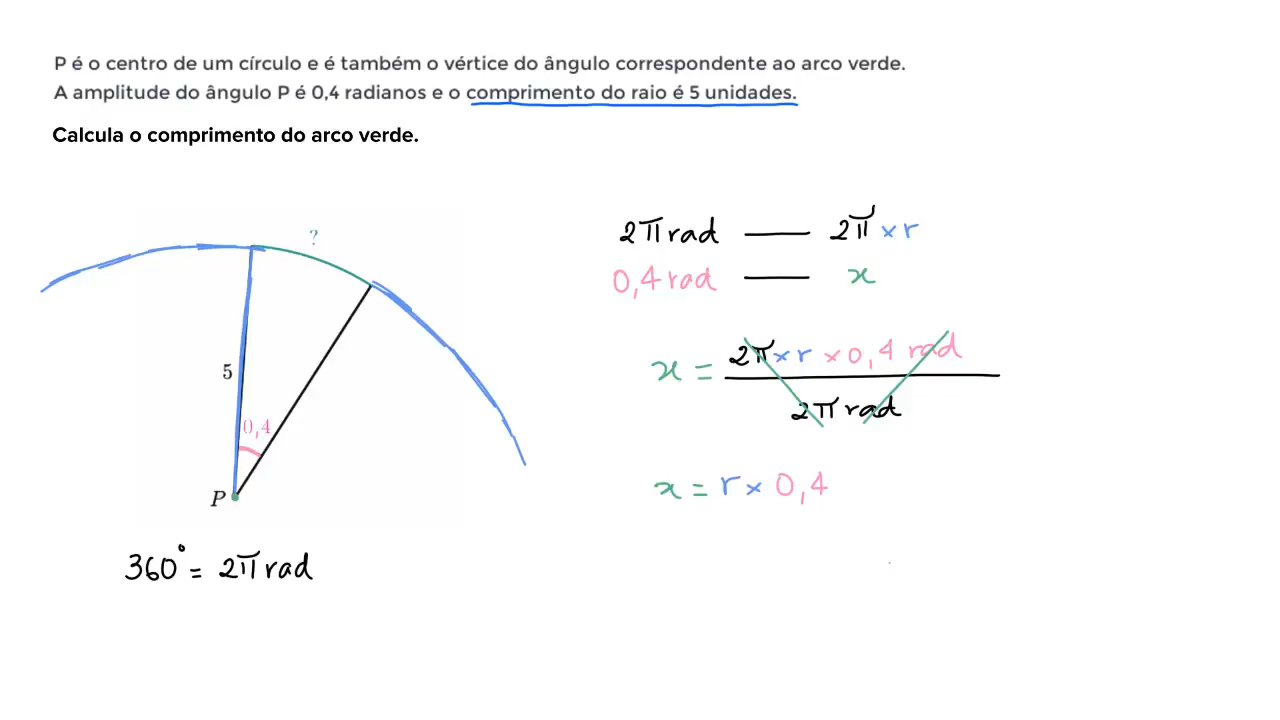 P é o centro de um círculo e é também o vértice do ângulo correspondente ao arco verde.
A amplitude do ângulo P é 0,4 radianos e o comprimento do raio é 5 unidades.
Calcula o comprimento do arco verde.
?
5
0,4
P
360° = 2π rad
2π rad — 2π × r
0,4 rad — x
x = 2π × r × 0,4 rad
2π rad
x = r × 0,4